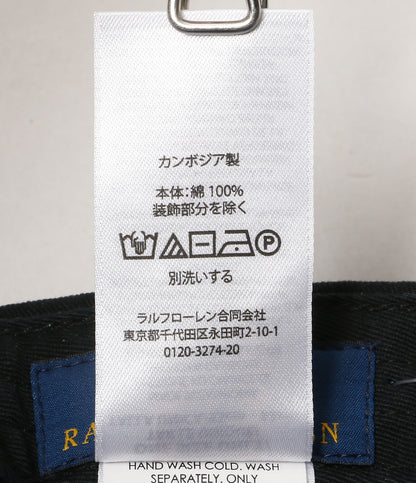 カンボジア製
本体：綿 100%
装飾部分を除く
P
別洗いする
ラルフローレン合同会社
東京都千代田区永田町2-10-1
0120-3274-20
RA N
HAND WASH COLD. WASH
SEPARATELY. ONLY